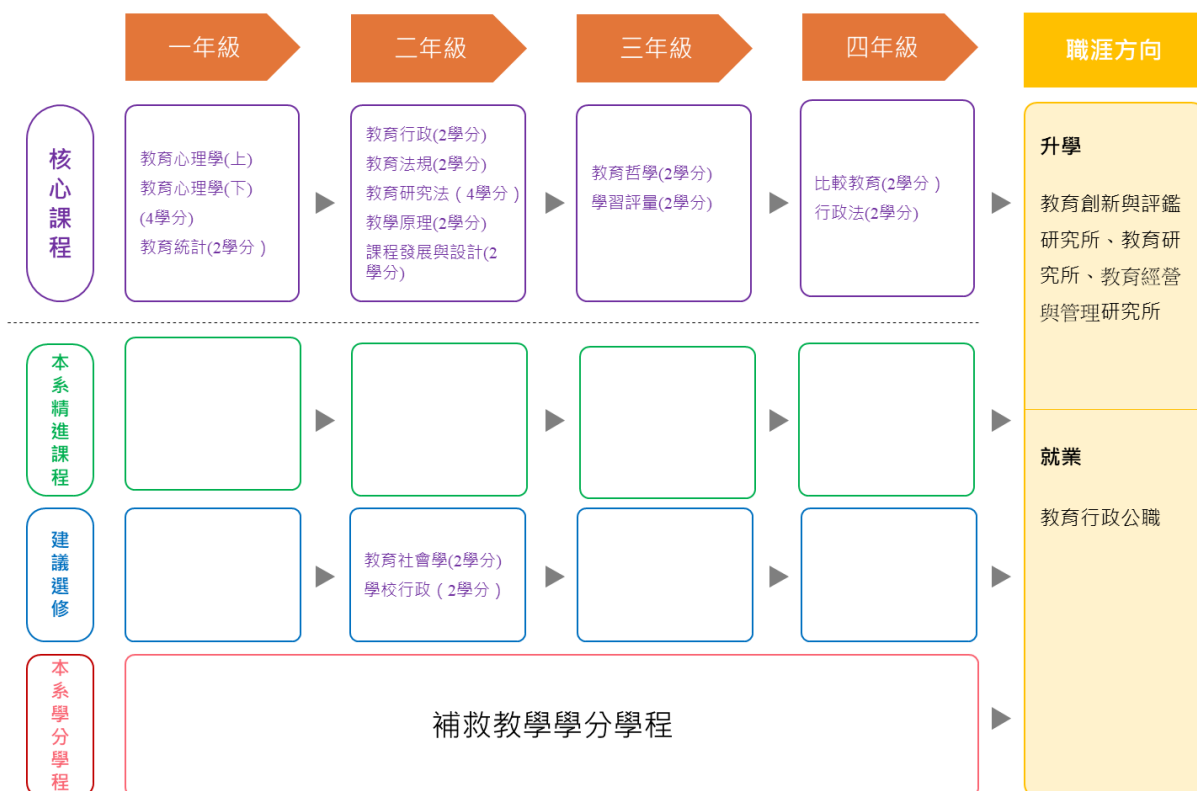 一年級
二年級
三年級
四年級
職涯方向
核心課程
教育心理學(上)
教育心理學(下)
(4學分)
教育統計(2學分）
教育行政(2學分)
教育法規(2學分)
教育研究法（4學分）
教學原理(2學分)
課程發展與設計(2
學分)
教育哲學(2學分)
學習評量(2學分)
比較教育(2學分）
行政法(2學分)
升學
教育創新與評鑑
研究所、教育研
究所、教育經營
與管理研究所
本系精進課程
建議選修
教育社會學(2學分)
學校行政（2學分）
就業
教育行政公職
本系學分學程
補救教學學分學程